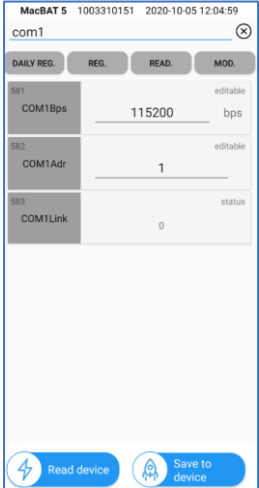 MacBAT 5 1003310151 2020-10-05 12:04:59
com1
DAILY REG. REG. READ. MOD.
581 editable
COM1Bps 115200 bps
582 editable
COM1Adr 1
583 status
COM1Link 0
Read device
Save to
device